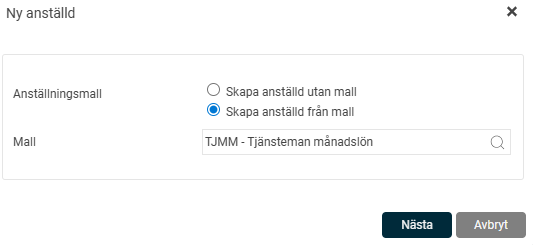 Ny anställd
Anställningsmall
Skapa anställd utan mall
Skapa anställd från mall
Mall
TJMM - Tjänsteman månadslön
Nästa
Avbryt